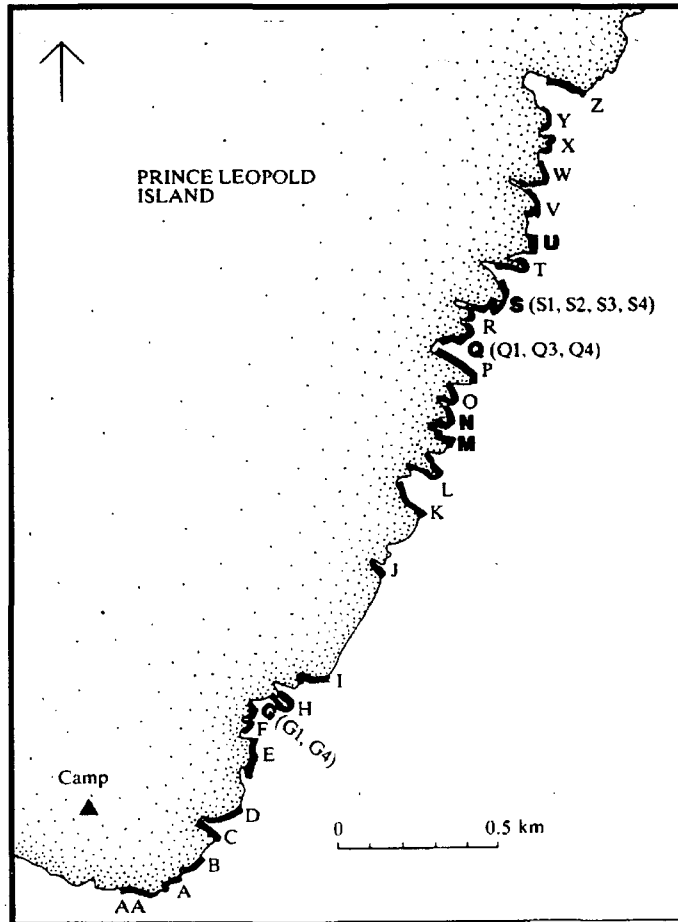 Z
Y
X
PRINCE LEOPOLD
ISLAND
W
V
U
T
S (S1, S2, S3, S4)
R
Q (Q1, Q3, Q4)
P
O
N
M
L
K
J
I
H
G (G1, G4)
F
E
Camp
D
0 0.5 km
C
B
A
AA